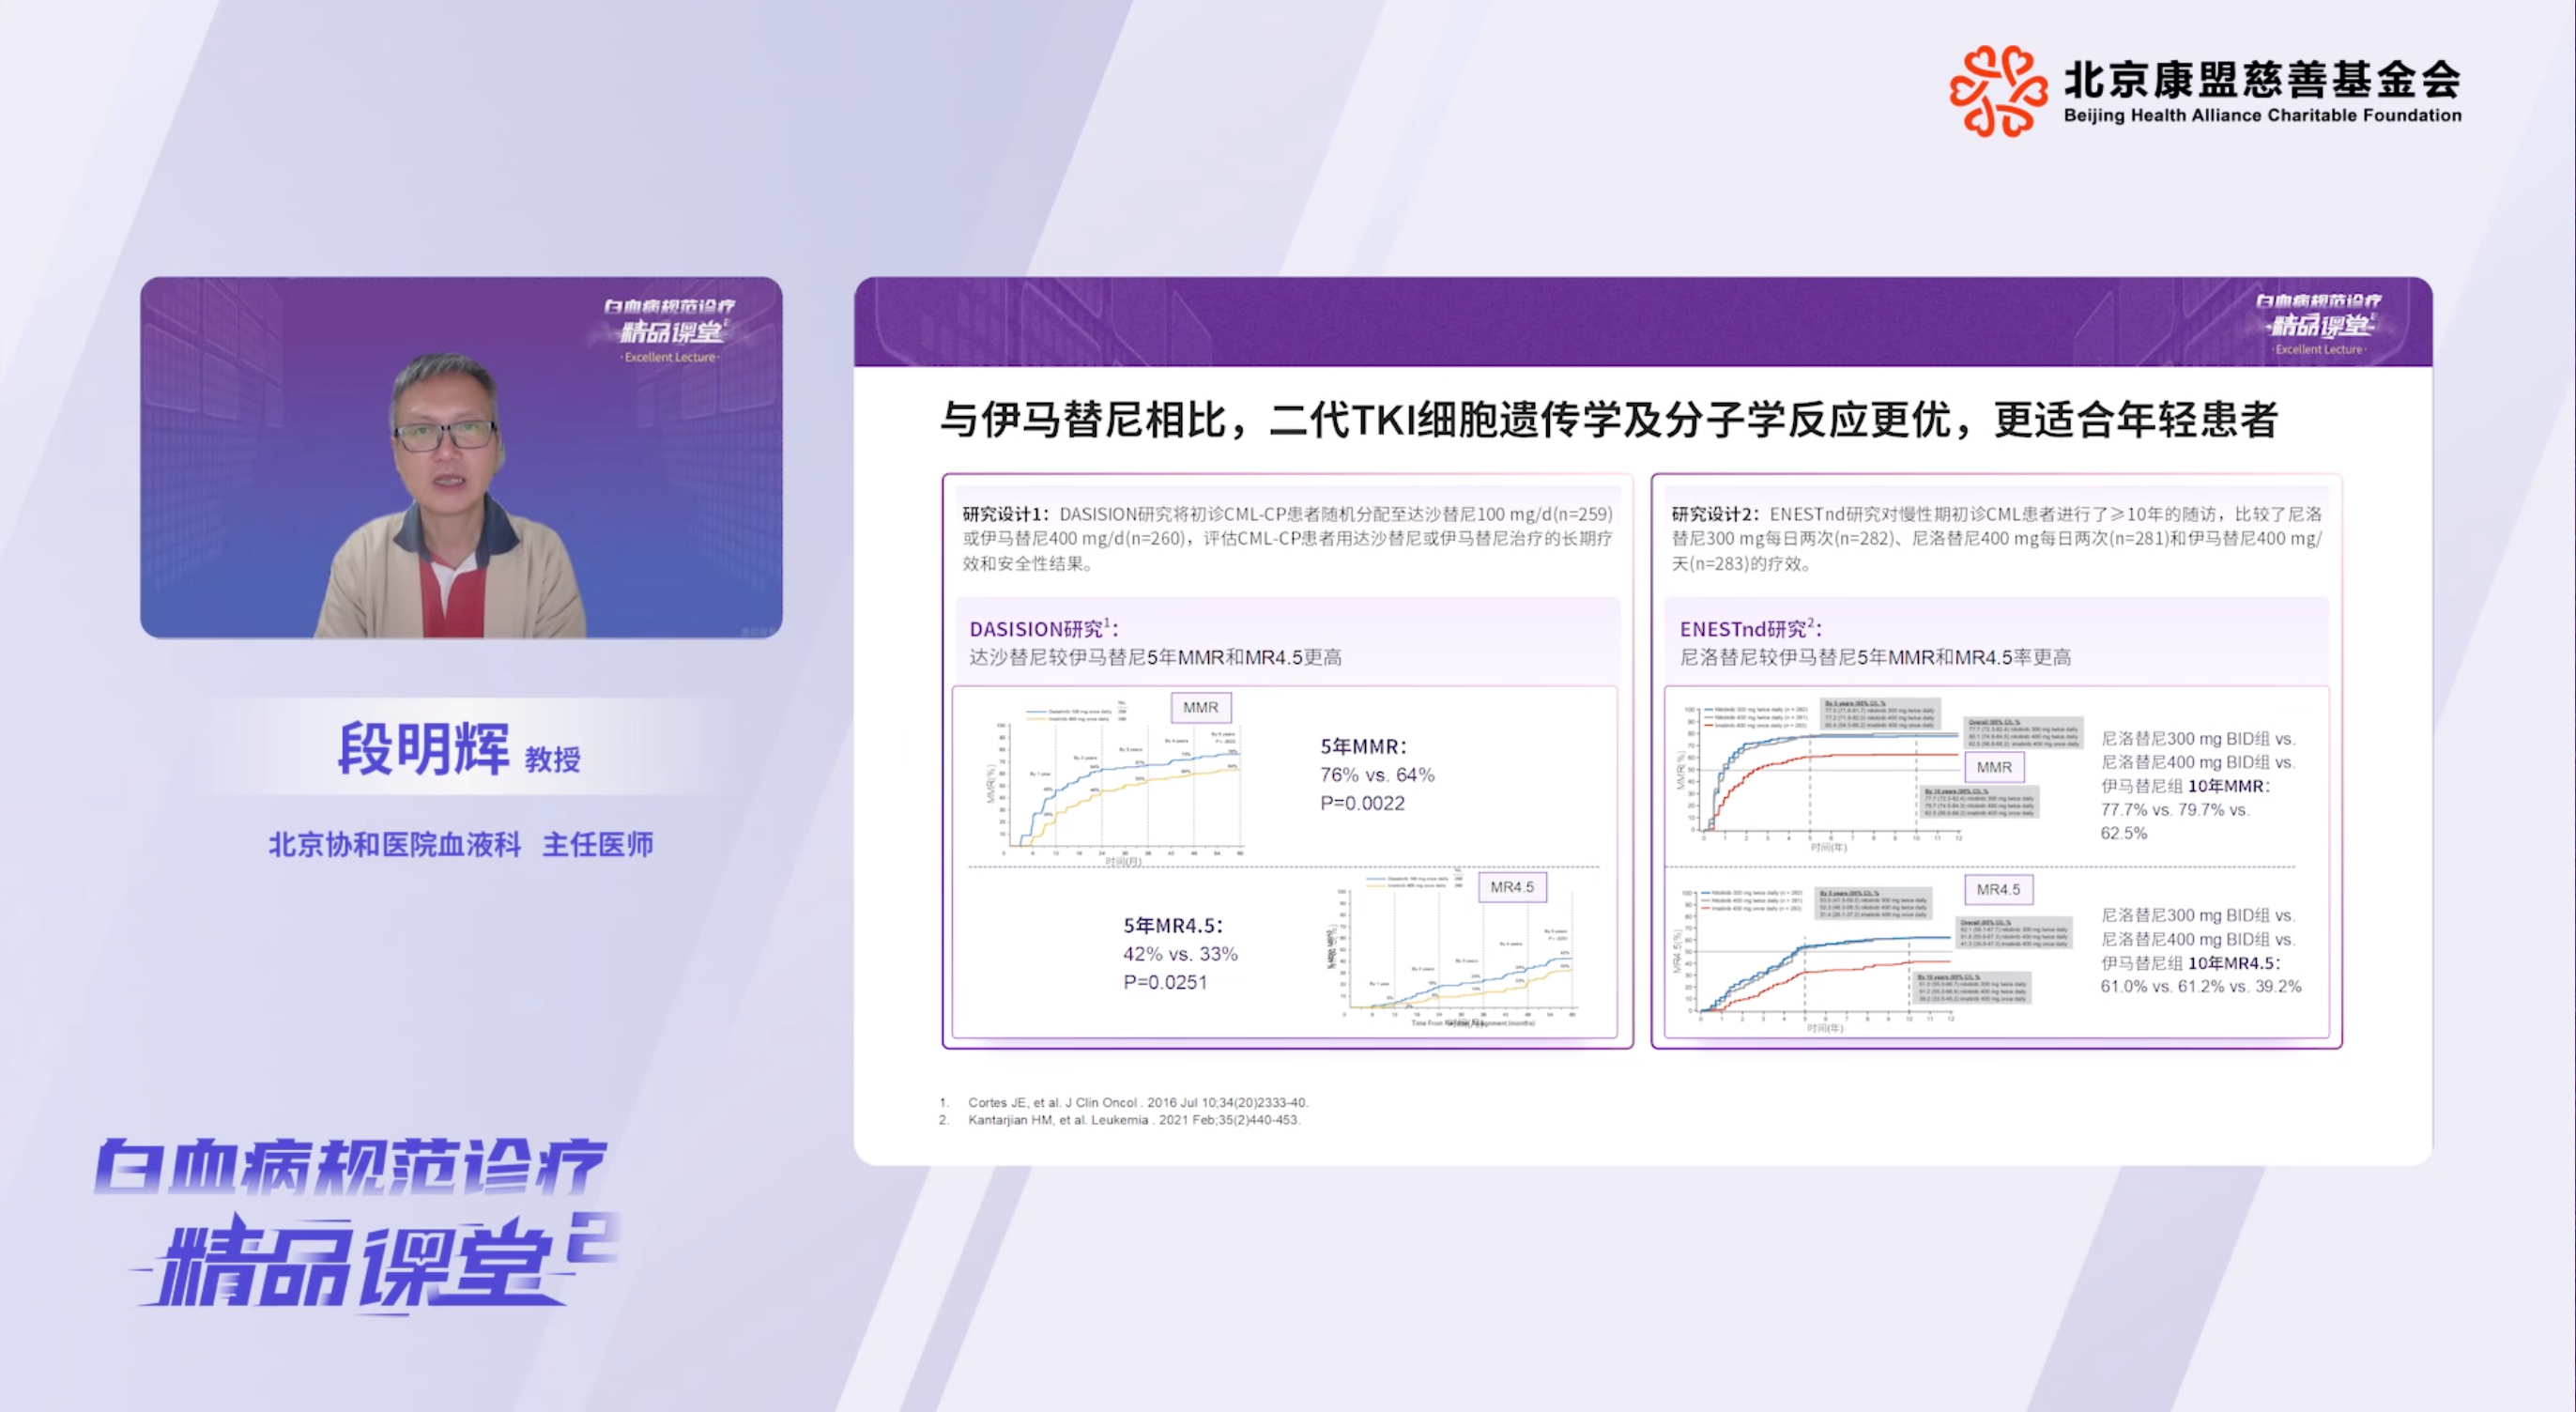 北京康盟慈善基金会
Beijing Health Alliance Charitable Foundation
白血病规范诊疗
精品课堂2
·Excellent Lecture·
段明辉 教授
北京协和医院血液科 主任医师
白血病规范诊疗
精品课堂2
白血病规范诊疗
精品课堂2
·Excellent Lecture·
与伊马替尼相比，二代TKI细胞遗传学及分子学反应更优，更适合年轻患者
研究设计1：DASISION研究将初诊CML-CP患者随机分配至达沙替尼100 mg/d(n=259)
或伊马替尼400 mg/d(n=260)，评估CML-CP患者用达沙替尼或伊马替尼治疗的长期疗
效和安全性结果。
DASISION研究1：
达沙替尼较伊马替尼5年MMR和MR4.5更高
MMR
MMR(%)
时间(月)
5年MMR：
76% vs. 64%
P=0.0022
5年MR4.5：
42% vs. 33%
P=0.0251
MR4.5
研究设计2：ENESTnd研究对慢性期初诊CML患者进行了≥10年的随访，比较了尼洛
替尼300 mg每日两次(n=282)、尼洛替尼400 mg每日两次(n=281)和伊马替尼400 mg/
天(n=283)的疗效。
ENESTnd研究2：
尼洛替尼较伊马替尼5年MMR和MR4.5率更高
MMR
MMR(%)
时间(年)
尼洛替尼300 mg BID组 vs.
尼洛替尼400 mg BID组 vs.
伊马替尼组 10年MMR：
77.7% vs. 79.7% vs.
62.5%
MR4.5
时间(年)
尼洛替尼300 mg BID组 vs.
尼洛替尼400 mg BID组 vs.
伊马替尼组 10年MR4.5：
61.0% vs. 61.2% vs. 39.2%
1. Cortes JE, et al. J Clin Oncol . 2016 Jul 10;34(20)2333-40.
2. Kantarjian HM, et al. Leukemia . 2021 Feb;35(2)440-453.